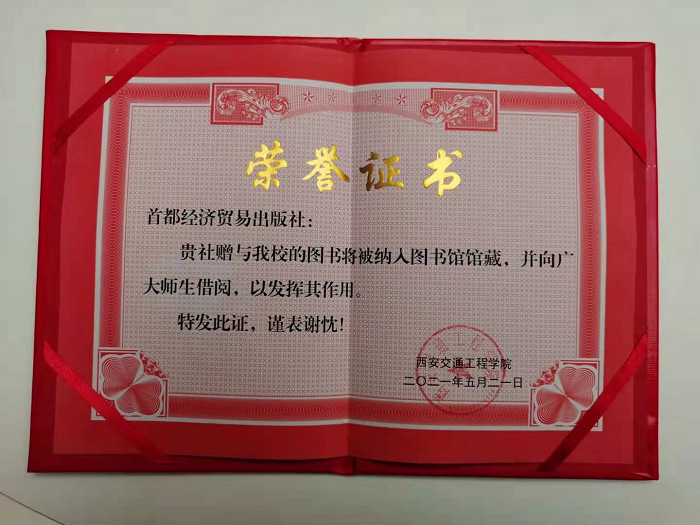 荣誉证书
首都经济贸易出版社：
贵社赠与我校的图书将被纳入图书馆馆藏，并向广
大师生借阅，以发挥其作用。
特发此证，谨表谢忱！
西安交通工程学院
二〇二一年五月二一日